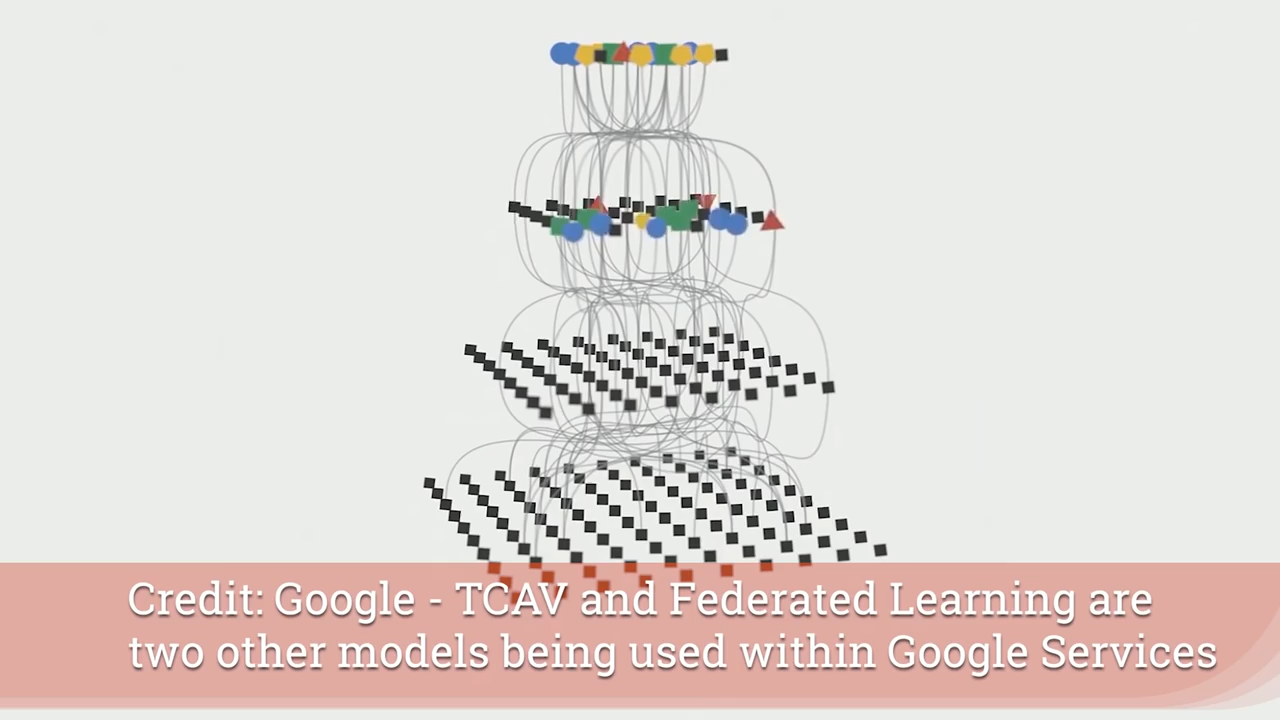 Credit: Google - TCAV and Federated Learning are
two other models being used within Google Services